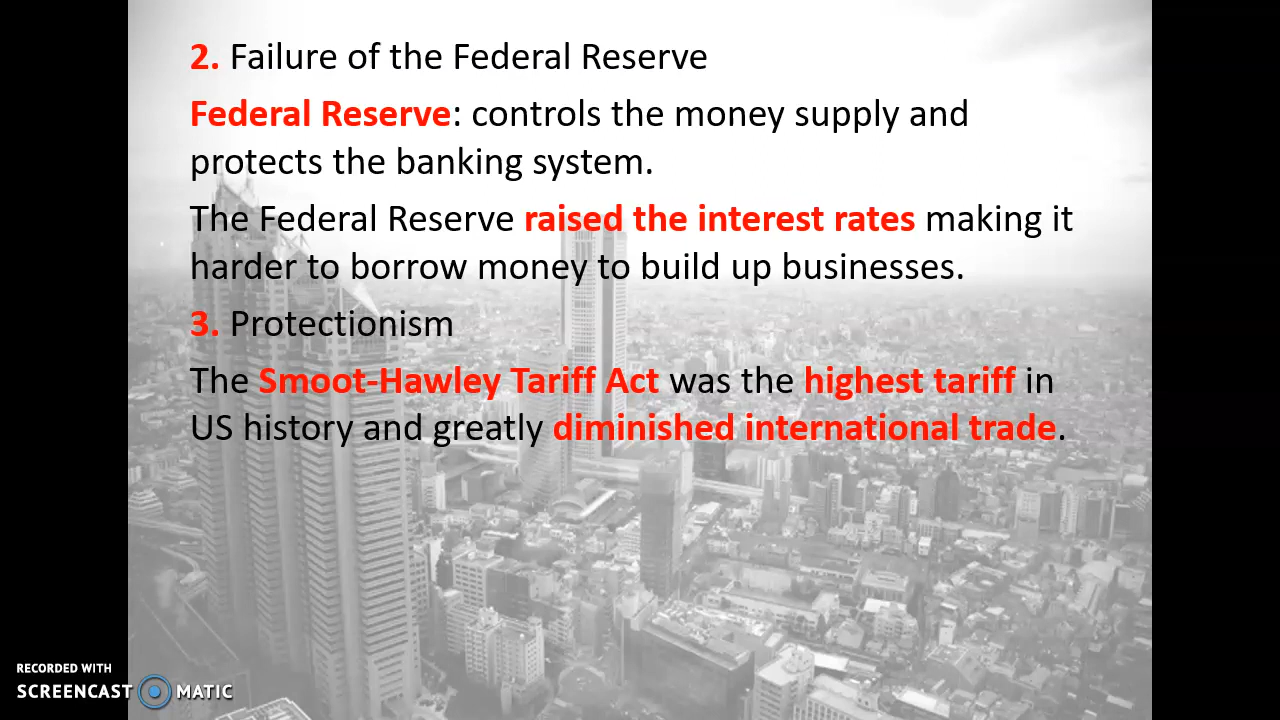 2. Failure of the Federal Reserve
Federal Reserve: controls the money supply and
protects the banking system.
The Federal Reserve raised the interest rates making it
harder to borrow money to build up businesses.
3. Protectionism
The Smoot-Hawley Tariff Act was the highest tariff in
US history and greatly diminished international trade.
RECORDED WITH
SCREENCAST MATIC